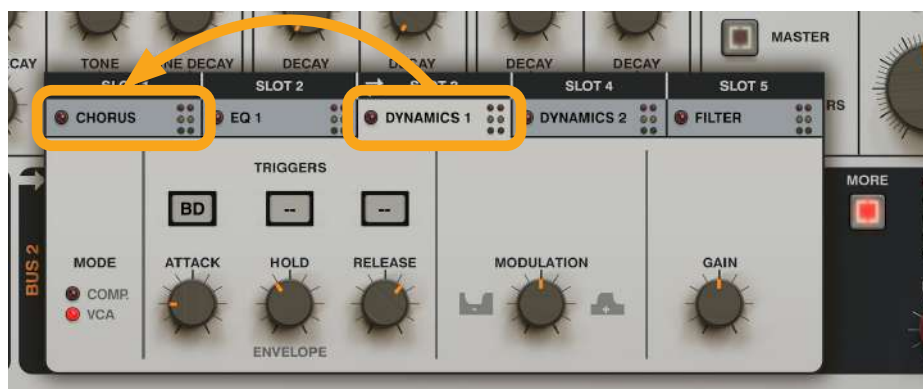 TONE
DECAY
DECAY
DECAY
DECAY
DECAY
MASTER
SLOT 2
SLOT 4
SLOT 5
CHORUS
EQ 1
DYNAMICS 1
DYNAMICS 2
FILTER
TRIGGERS
MORE
BD
--
--
BUS 2
MODE
ATTACK
HOLD
RELEASE
MODULATION
GAIN
COMP.
VCA
-
+
ENVELOPE